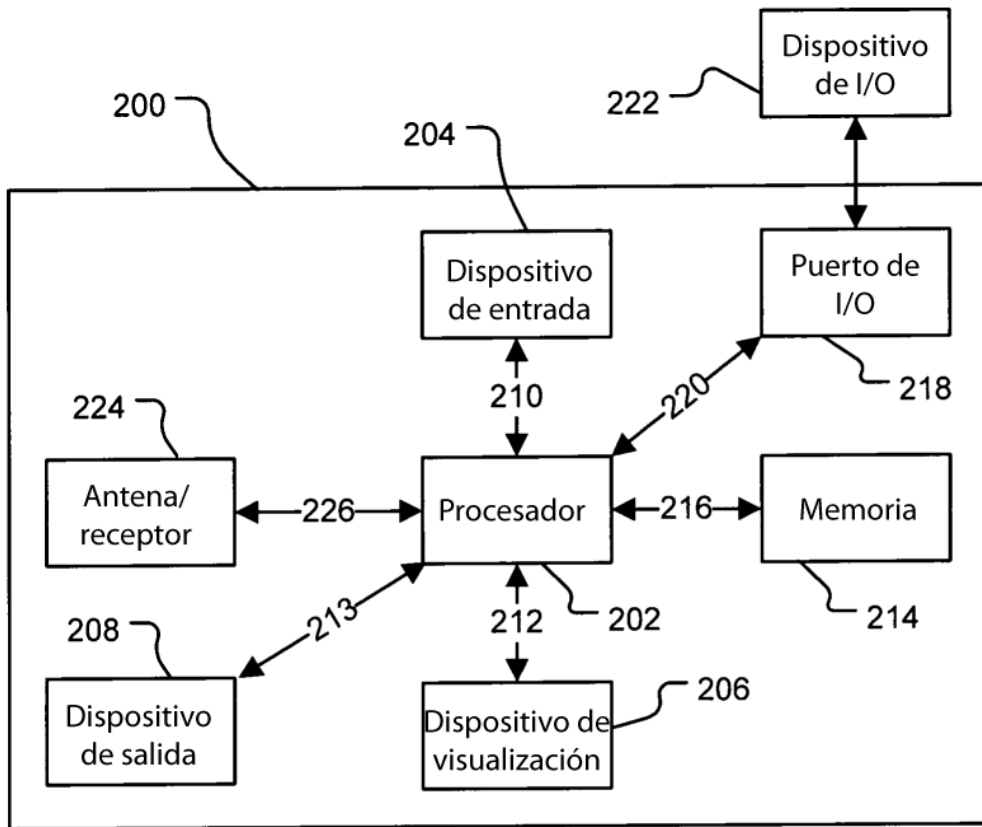 Dispositivo
de I/O
222
200
204
Dispositivo
de entrada
Puerto de
I/O
210
220
218
224
Antena/
receptor
226
Procesador
216
Memoria
213
212
202
214
208
Dispositivo
de salida
Dispositivo de
visualización
206